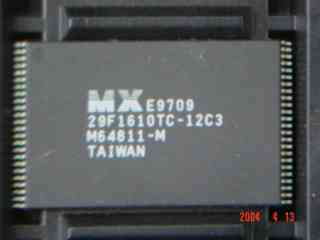 MX E9709
29F1610TC-12C3
M64811-M
TAIWAN
2004 4 13